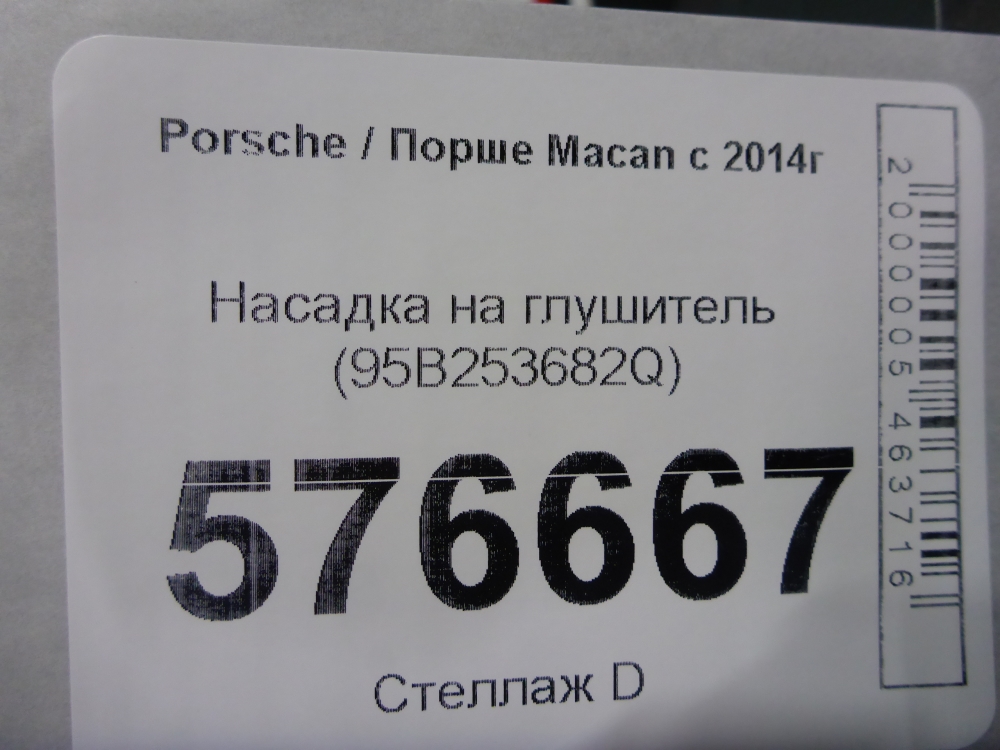 Porsche / Порше Macan с 2014г
Насадка на глушитель
(95B253682Q)
576667
Стеллаж D
2000005463716